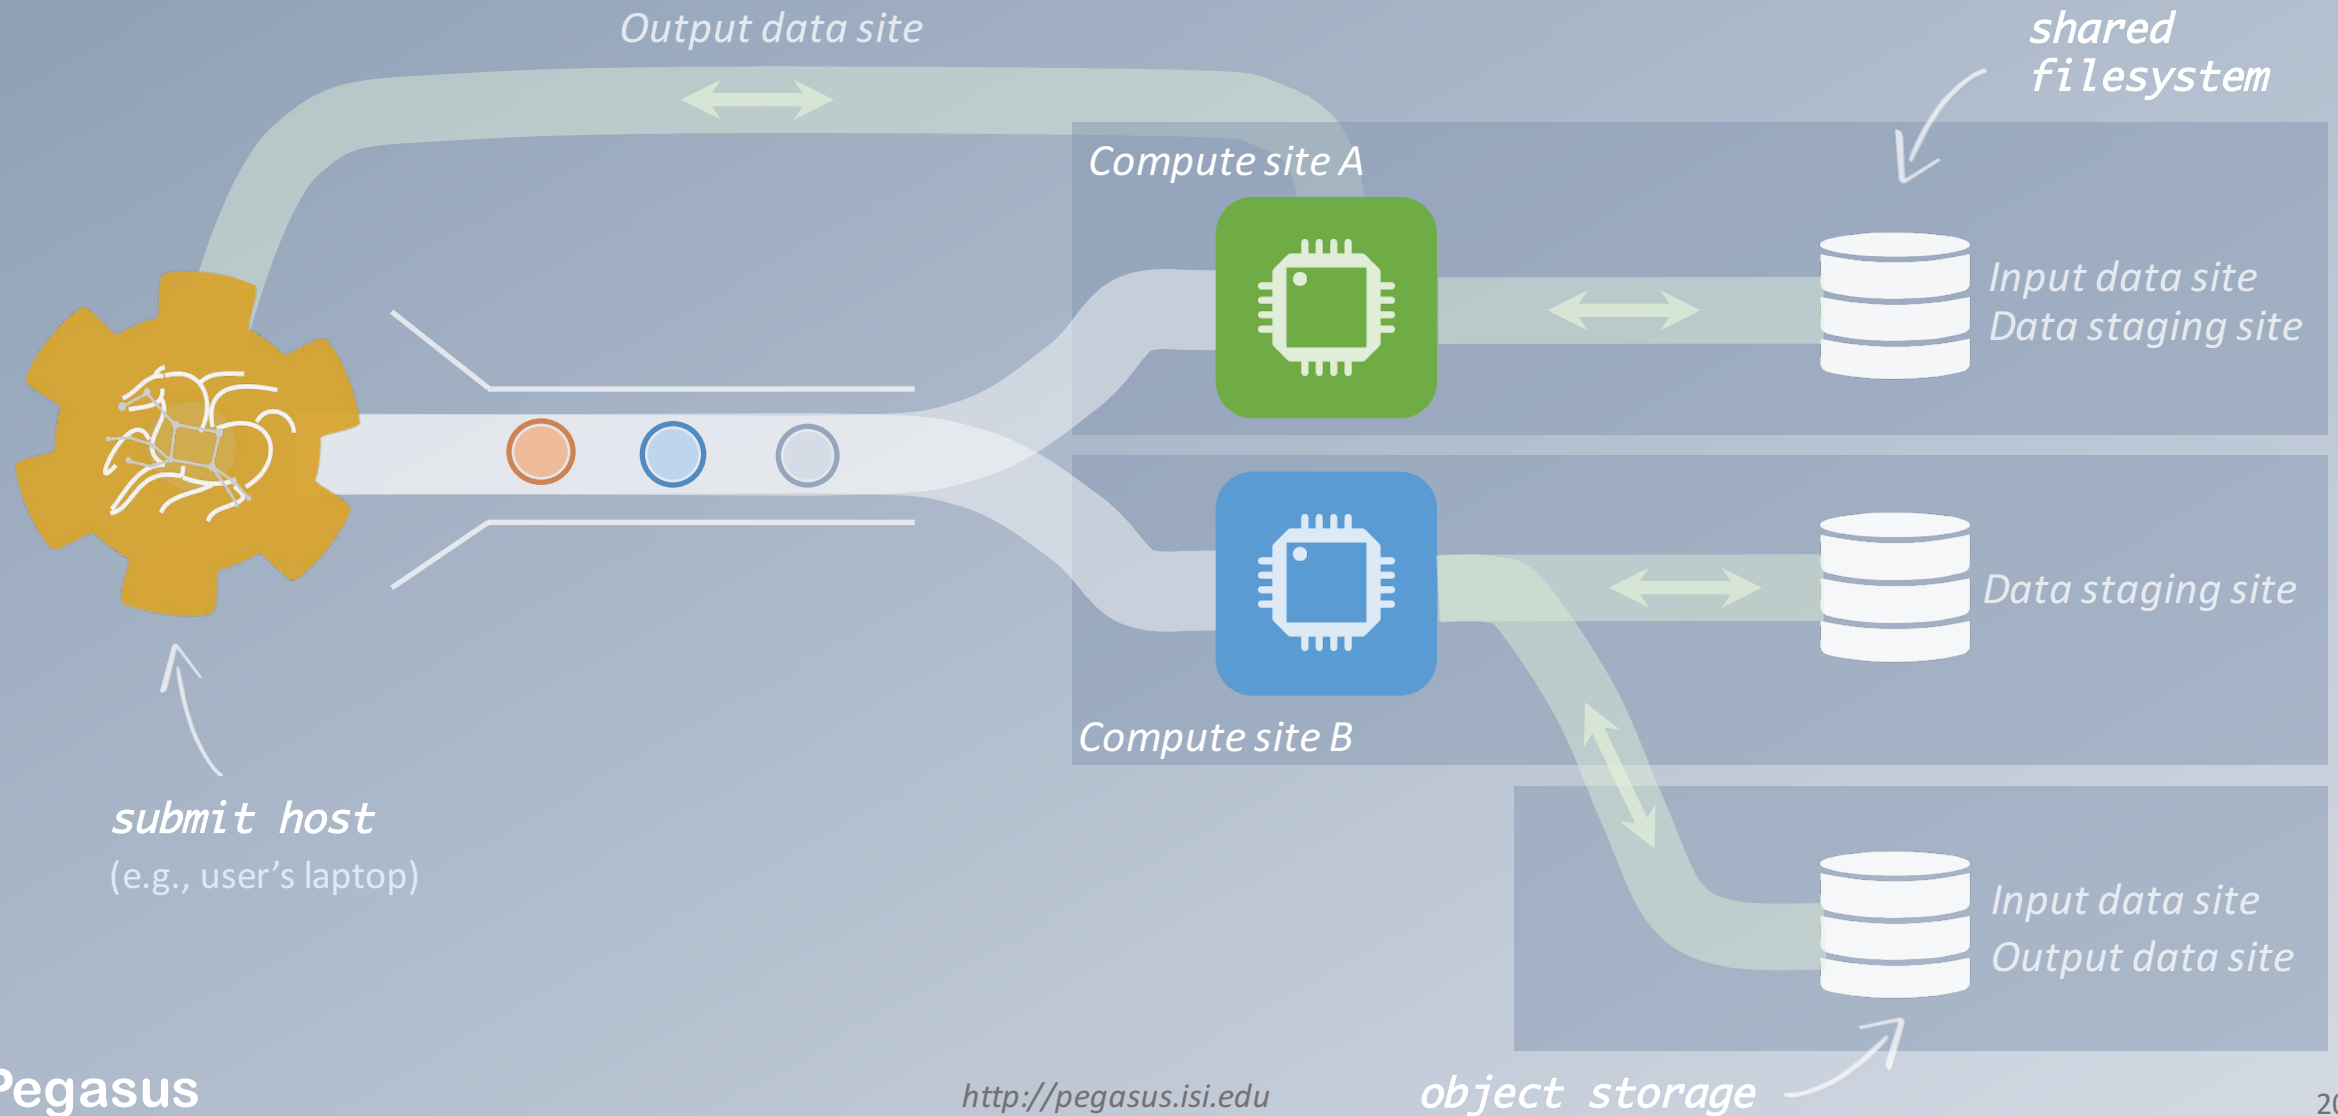 Output data site
shared
filesystem
Compute site A
Input data site
Data staging site
Data staging site
Compute site B
submit host
(e.g., user's laptop)
Input data site
Output data site
Pegasus
http://pegasus.isi.edu
object storage
20